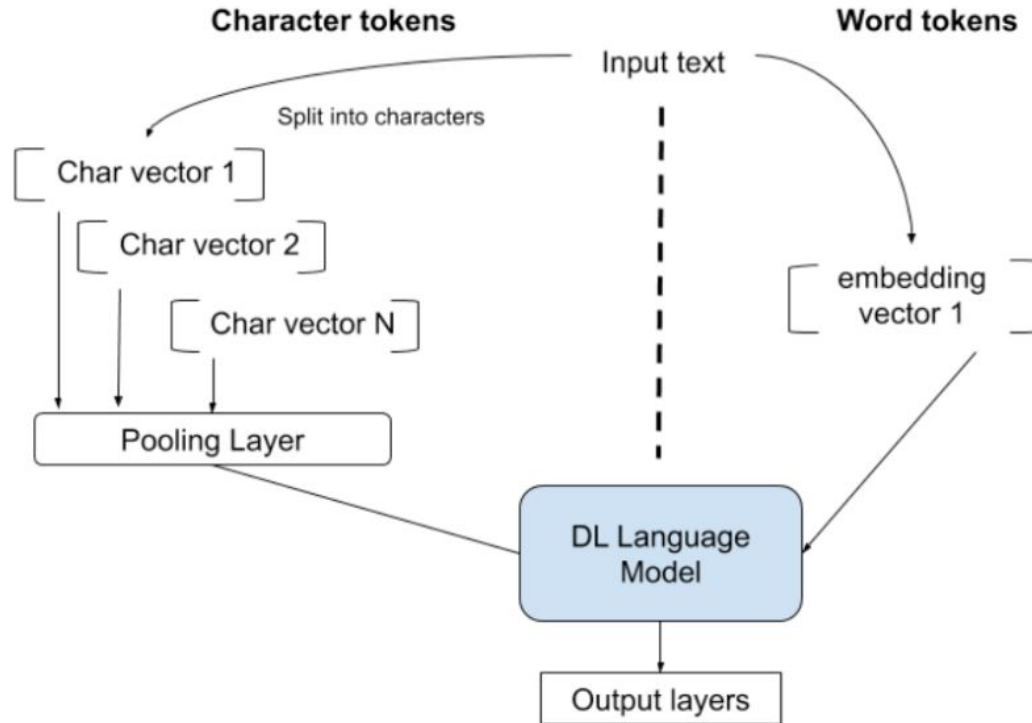 Character tokens
Word tokens
Input text
Split into characters
Char vector 1
Char vector 2
Char vector N
embedding
vector 1
Pooling Layer
DL Language
Model
Output layers